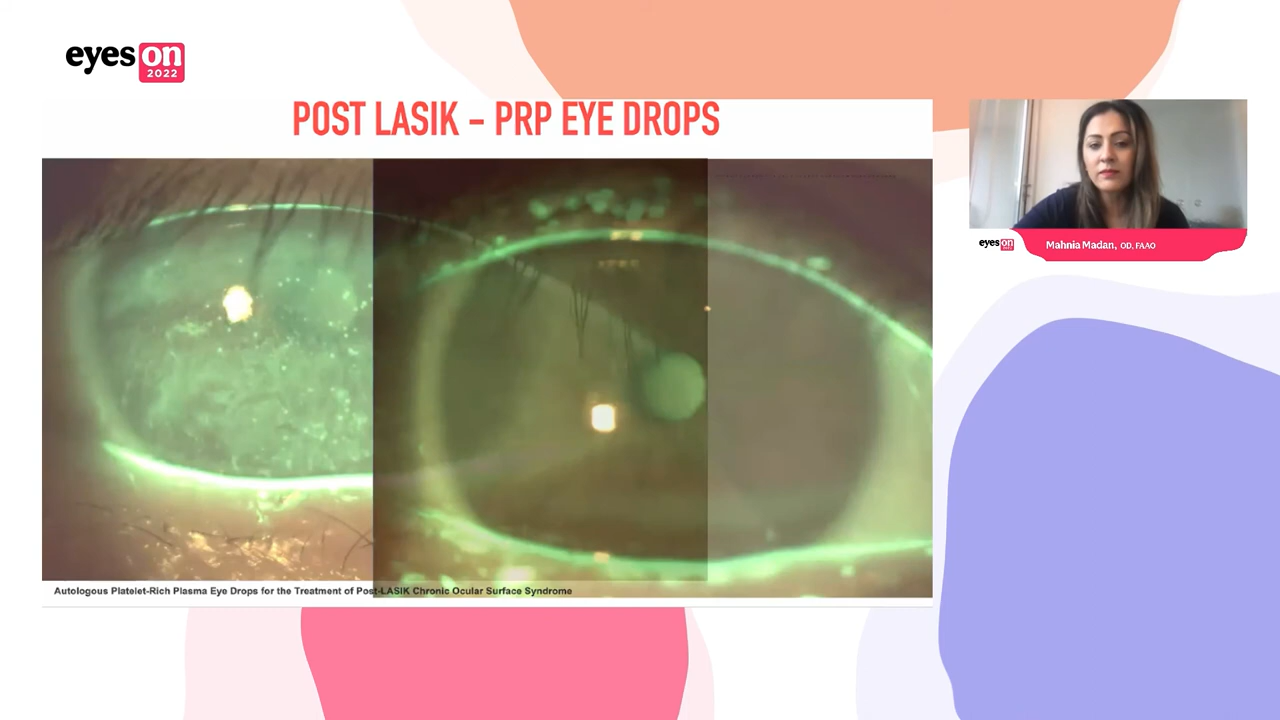 eyes on
2022
POST LASIK - PRP EYE DROPS
eyes on
Mahnia Madan, OD, FAAO
Autologous Platelet-Rich Plasma Eye Drops for the Treatment of Post-LASIK Chronic Ocular Surface Syndrome